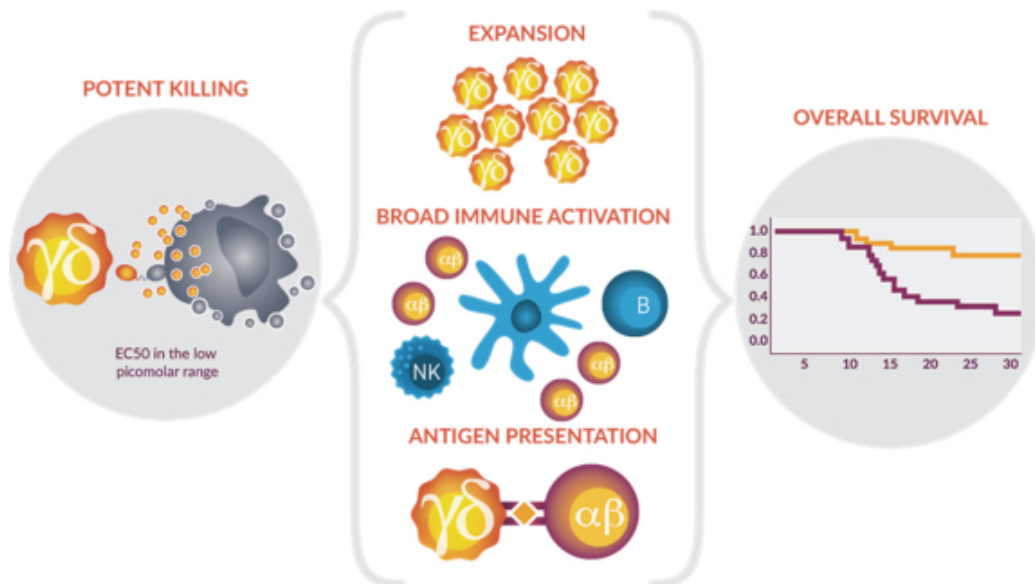 POTENT KILLING
γδ
EC50 in the low
picomolar range
EXPANSION
γδ γδ γδ
γδ γδ γδ γδ
γδ γδ
BROAD IMMUNE ACTIVATION
αβ
αβ
B
NK
αβ
αβ
ANTIGEN PRESENTATION
γδ αβ
OVERALL SURVIVAL
1.0
0.8
0.6
0.4
0.2
0.0
5 10 15 20 25 30